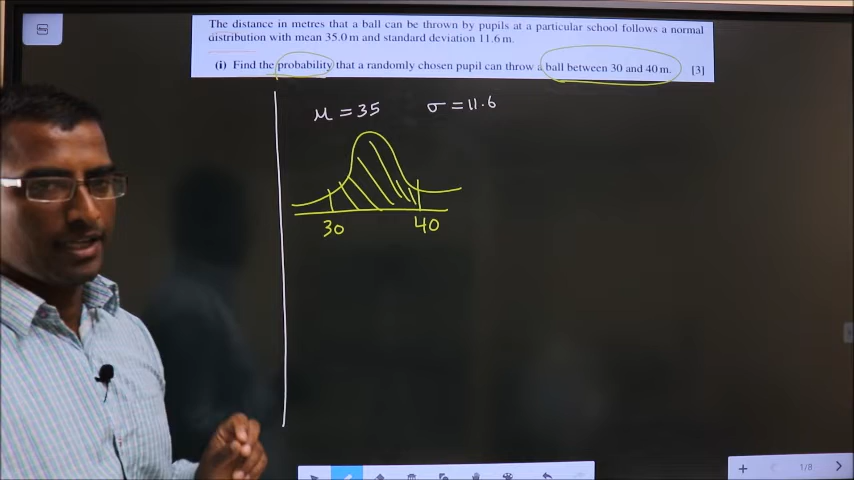 The distance in metres that a ball can be thrown by pupils at a particular school follows a normal
distribution with mean 35.0 m and standard deviation 11.6 m.
(i) Find the probability that a randomly chosen pupil can throw a ball between 30 and 40 m. [3]
μ = 35 σ = 11.6
30 40
1/8